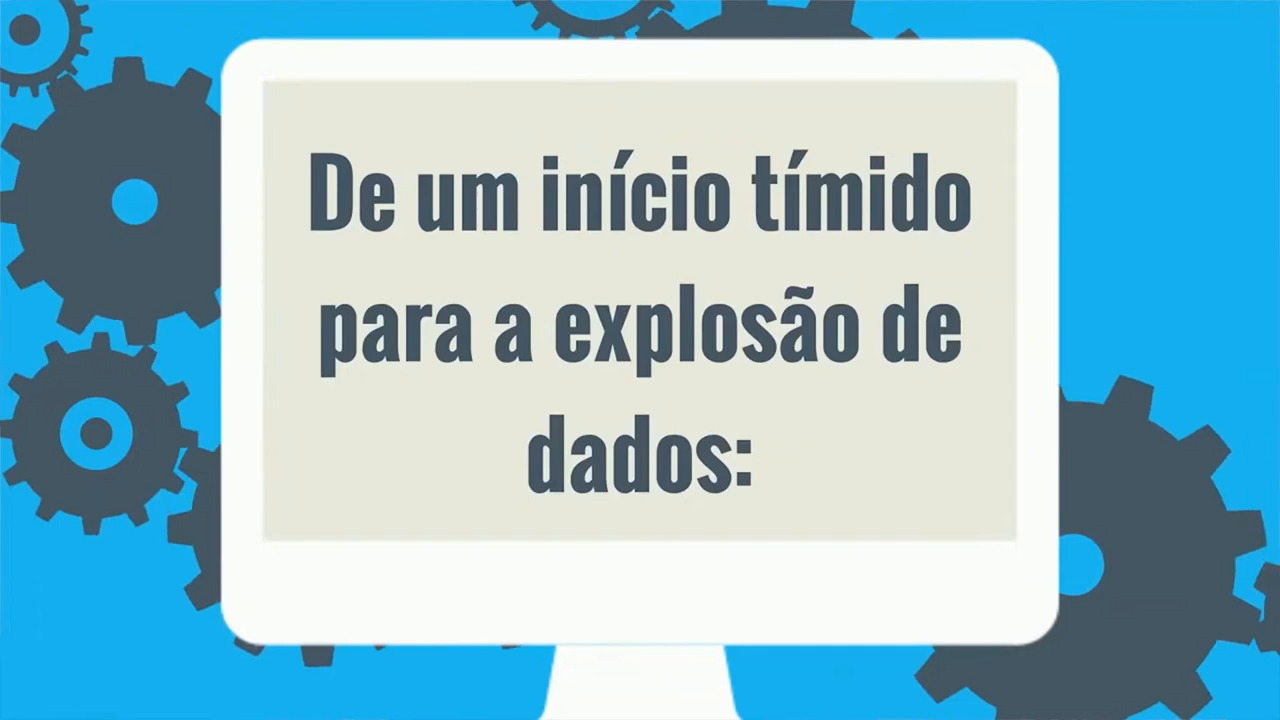 De um início tímido
para a explosão de
dados: